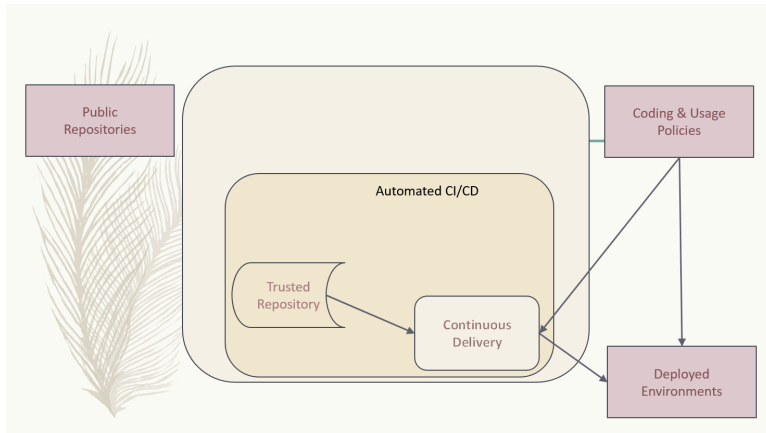 Public
Repositories
Coding & Usage
Policies
Automated CI/CD
Trusted
Repository
Continuous
Delivery
Deployed
Environments